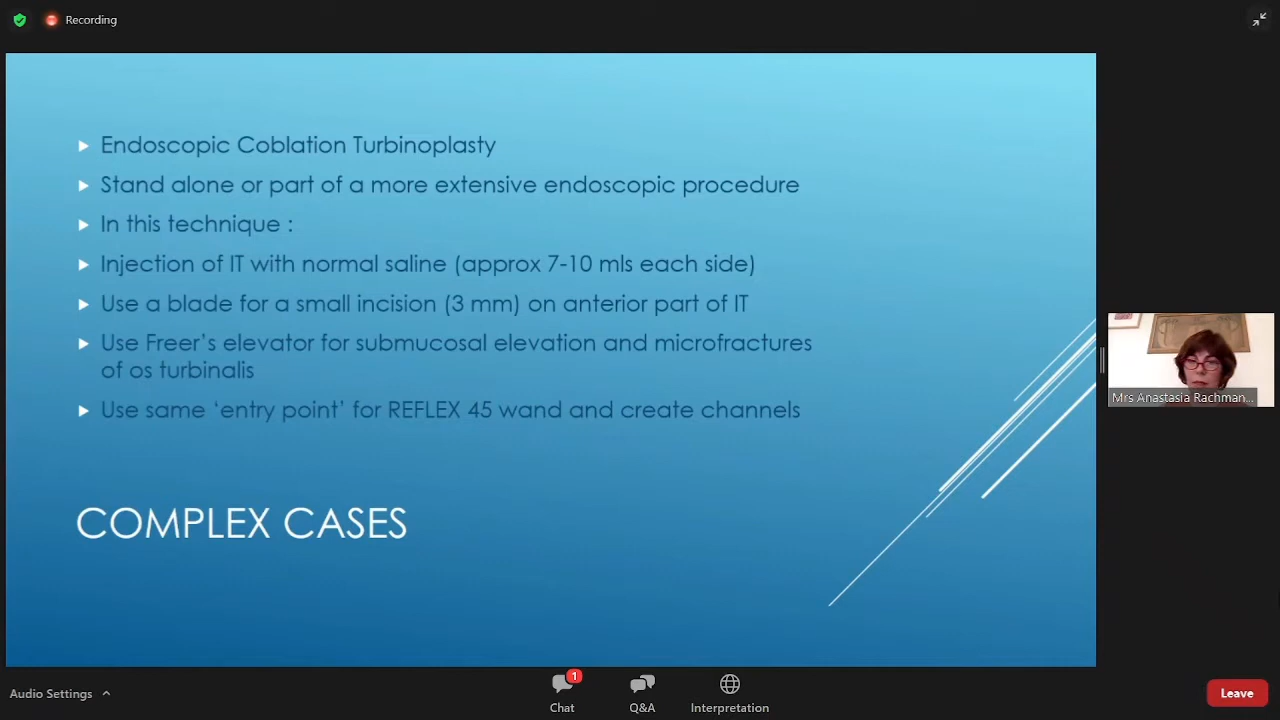 Recording
Endoscopic Coblation Turbinoplasty
Stand alone or part of a more extensive endoscopic procedure
In this technique :
Injection of IT with normal saline (approx 7-10 mls each side)
Use a blade for a small incision (3 mm) on anterior part of IT
Use Freer's elevator for submucosal elevation and microfractures
of os turbinalis
Use same ‘entry point’ for REFLEX 45 wand and create channels
COMPLEX CASES
Mrs Anastasia Rachman...
Audio Settings
1
Chat
Q&A
Interpretation
Leave